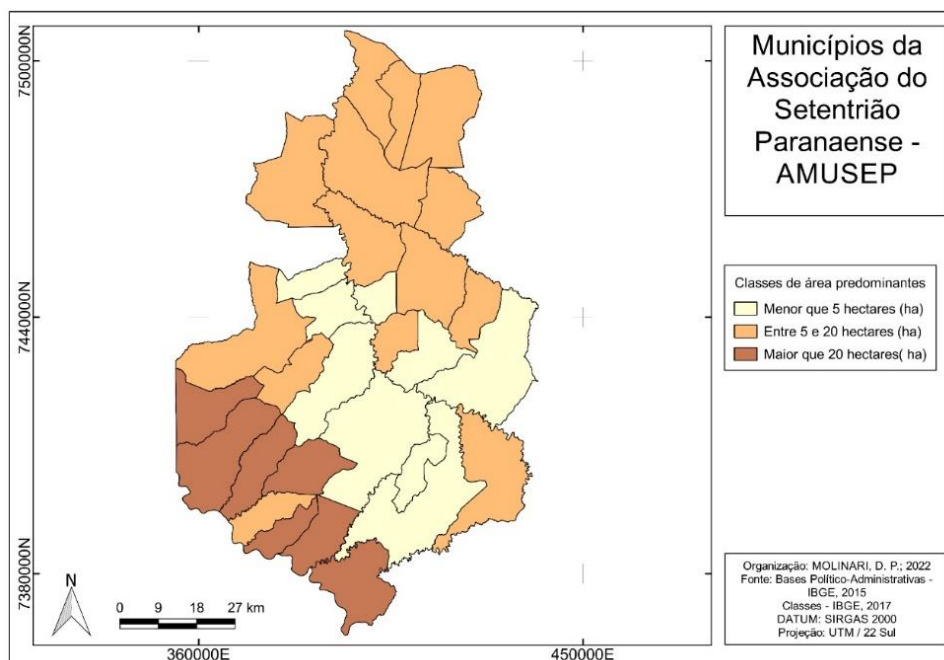 Municípios da
Associação do
Setentrião
Paranaense -
AMUSEP
Classes de área predominantes
Menor que 5 hectares (ha)
Entre 5 e 20 hectares (ha)
Maior que 20 hectares( ha)
Organização: MOLINARI, D. P.; 2022
Fonte: Bases Político-Administrativas -
IBGE, 2015
Classes - IBGE, 2017
DATUM: SIRGAS 2000
Projeção: UTM / 22 Sul
7500000N
7440000N
7380000N
N
0 9 18 27 km
360000E 450000E